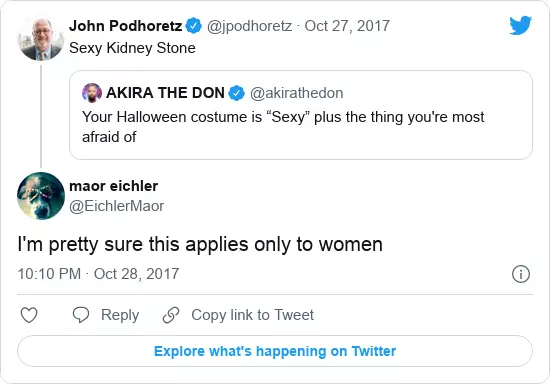 John Podhoretz @jpodhoretz · Oct 27, 2017
Sexy Kidney Stone
AKIRA THE DON @akirathedon
Your Halloween costume is “Sexy” plus the thing you're most
afraid of
maor eichler
@EichlerMaor
I'm pretty sure this applies only to women
10:10 PM · Oct 28, 2017
Reply Copy link to Tweet
Explore what's happening on Twitter